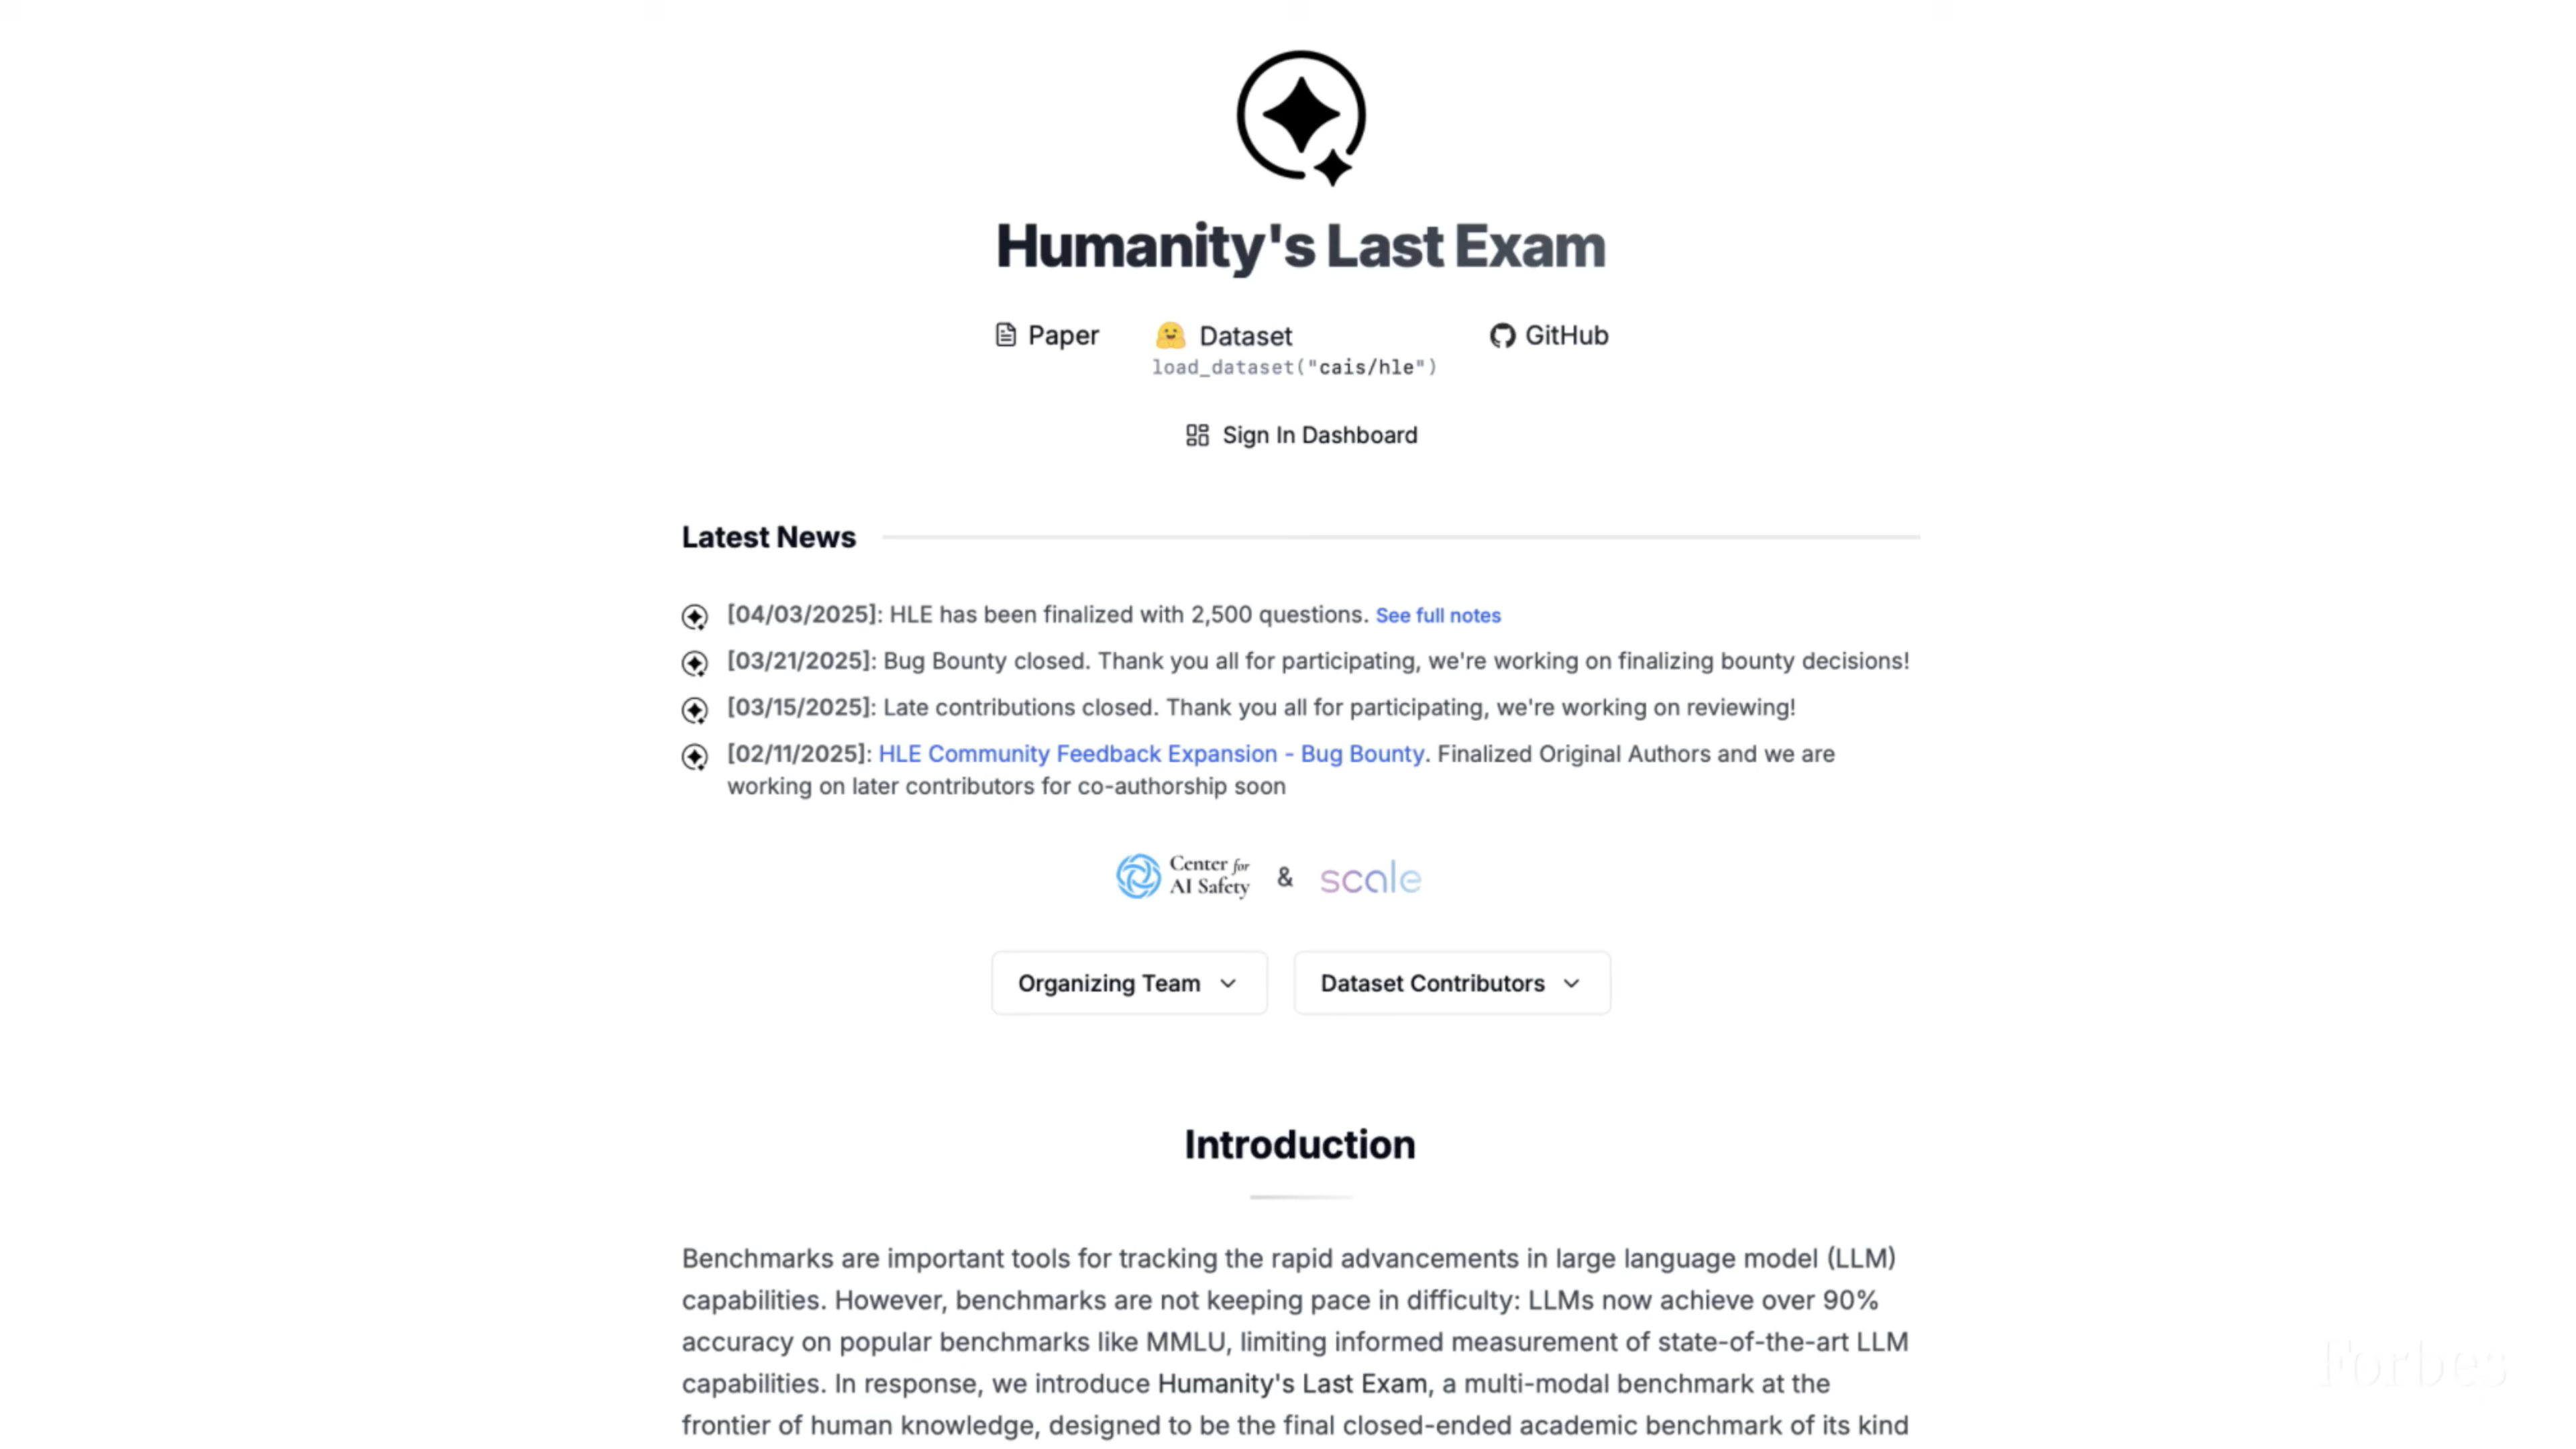 Humanity's Last Exam
Paper
Dataset
GitHub
load_dataset("cais/hle")
Sign In Dashboard
Latest News
[04/03/2025]: HLE has been finalized with 2,500 questions. See full notes
[03/21/2025]: Bug Bounty closed. Thank you all for participating, we're working on finalizing bounty decisions!
[03/15/2025]: Late contributions closed. Thank you all for participating, we're working on reviewing!
[02/11/2025]: HLE Community Feedback Expansion - Bug Bounty. Finalized Original Authors and we are
working on later contributors for co-authorship soon
Center for
AI Safety
&
scale
Organizing Team
Dataset Contributors
Introduction
Benchmarks are important tools for tracking the rapid advancements in large language model (LLM)
capabilities. However, benchmarks are not keeping pace in difficulty: LLMs now achieve over 90%
accuracy on popular benchmarks like MMLU, limiting informed measurement of state-of-the-art LLM
capabilities. In response, we introduce Humanity's Last Exam, a multi-modal benchmark at the
frontier of human knowledge, designed to be the final closed-ended academic benchmark of its kind
Forbes